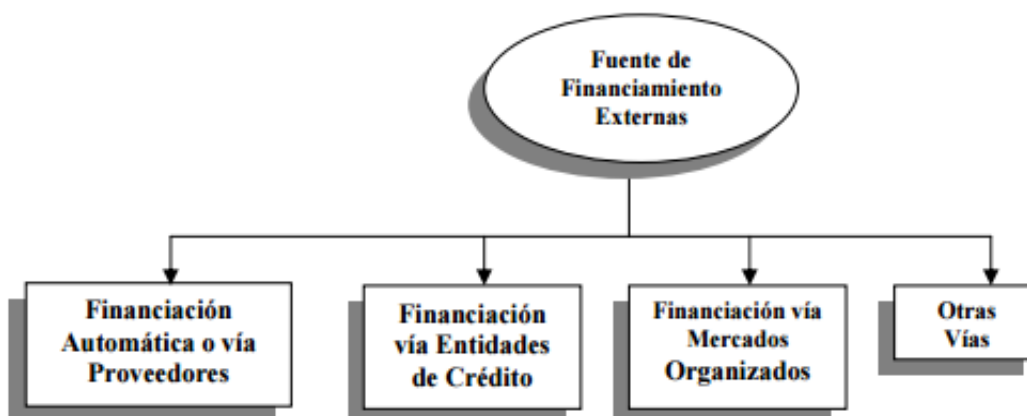 Fuente de
Financiamiento
Externas
Financiación
Automática o vía
Proveedores
Financiación
vía Entidades
de Crédito
Financiación vía
Mercados
Organizados
Otras
Vías